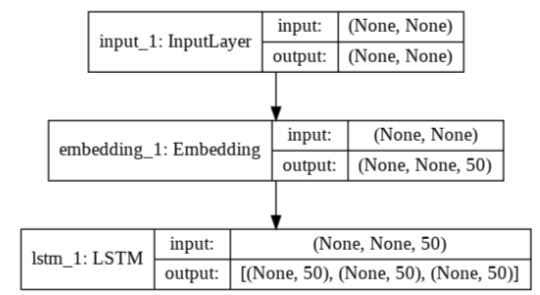 input_1: InputLayer
input: (None, None)
output: (None, None)
embedding_1: Embedding
input: (None, None)
output: (None, None, 50)
lstm_1: LSTM
input: (None, None, 50)
output: [(None, 50), (None, 50), (None, 50)]